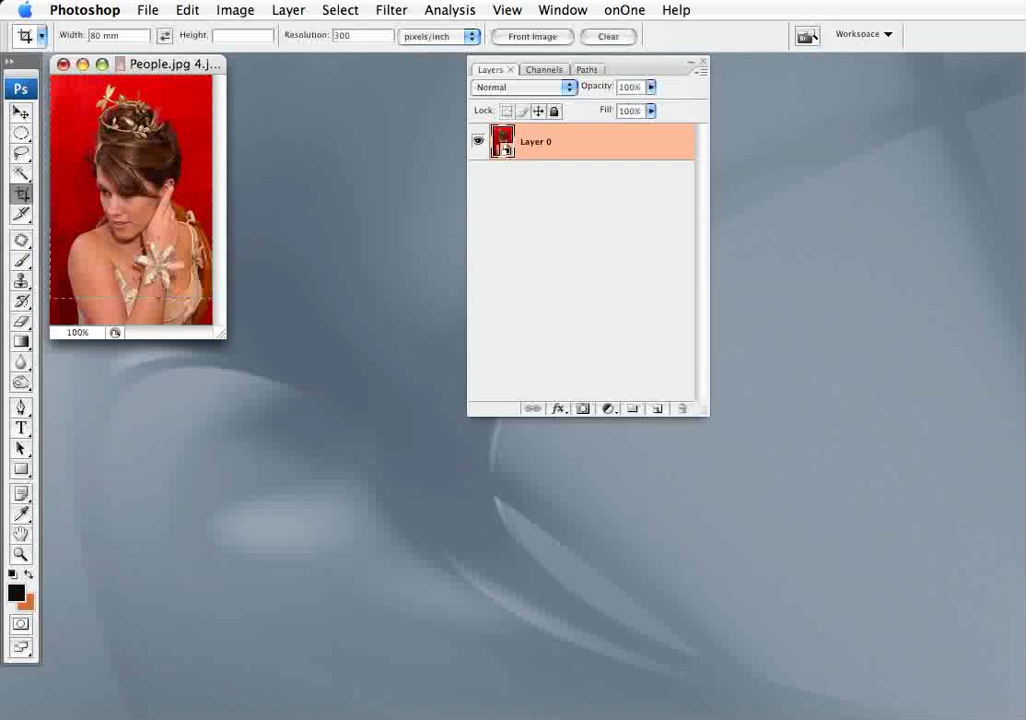 Photoshop File Edit Image Layer Select Filter Analysis View Window onOne Help
Width: 80 mm Height: Resolution: 300 pixels/inch Front Image Clear Workspace
People.jpg 4.j...
Layers x Channels Paths
Ps
Normal Opacity: 100%
Lock: Fill: 100%
Layer 0
100%
T